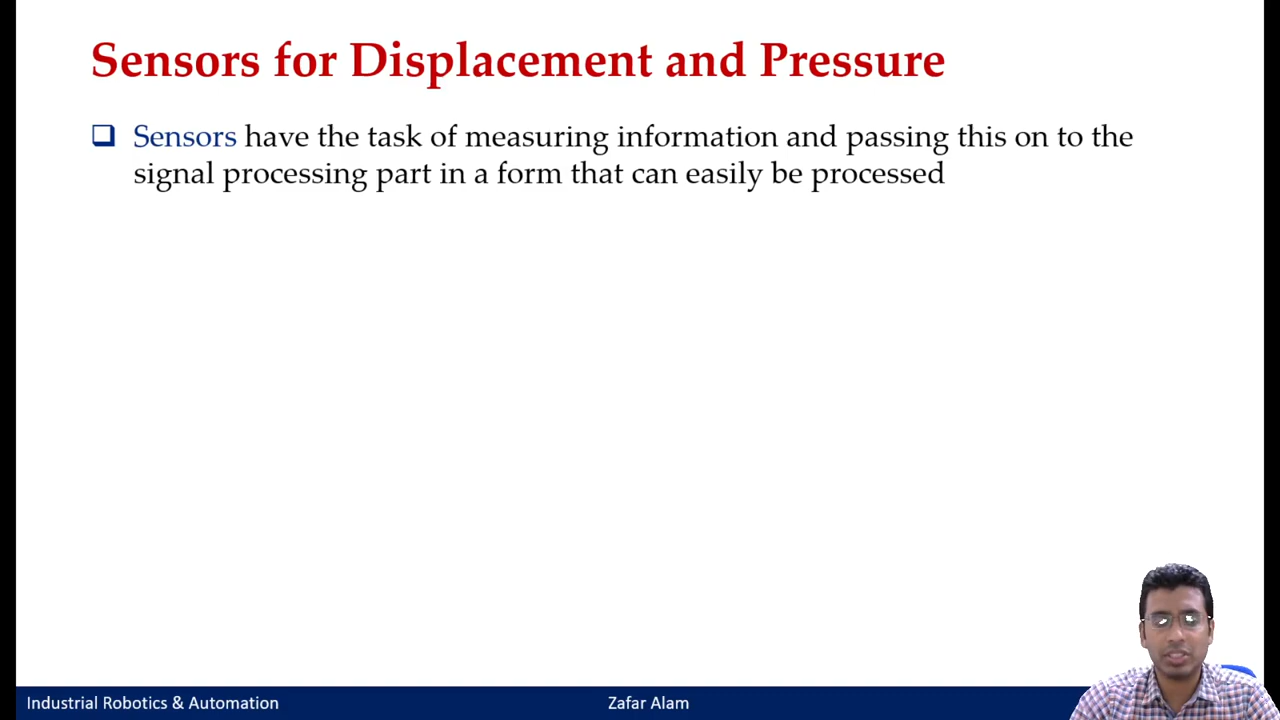 Sensors for Displacement and Pressure
Sensors have the task of measuring information and passing this on to the
signal processing part in a form that can easily be processed
Industrial Robotics & Automation
Zafar Alam